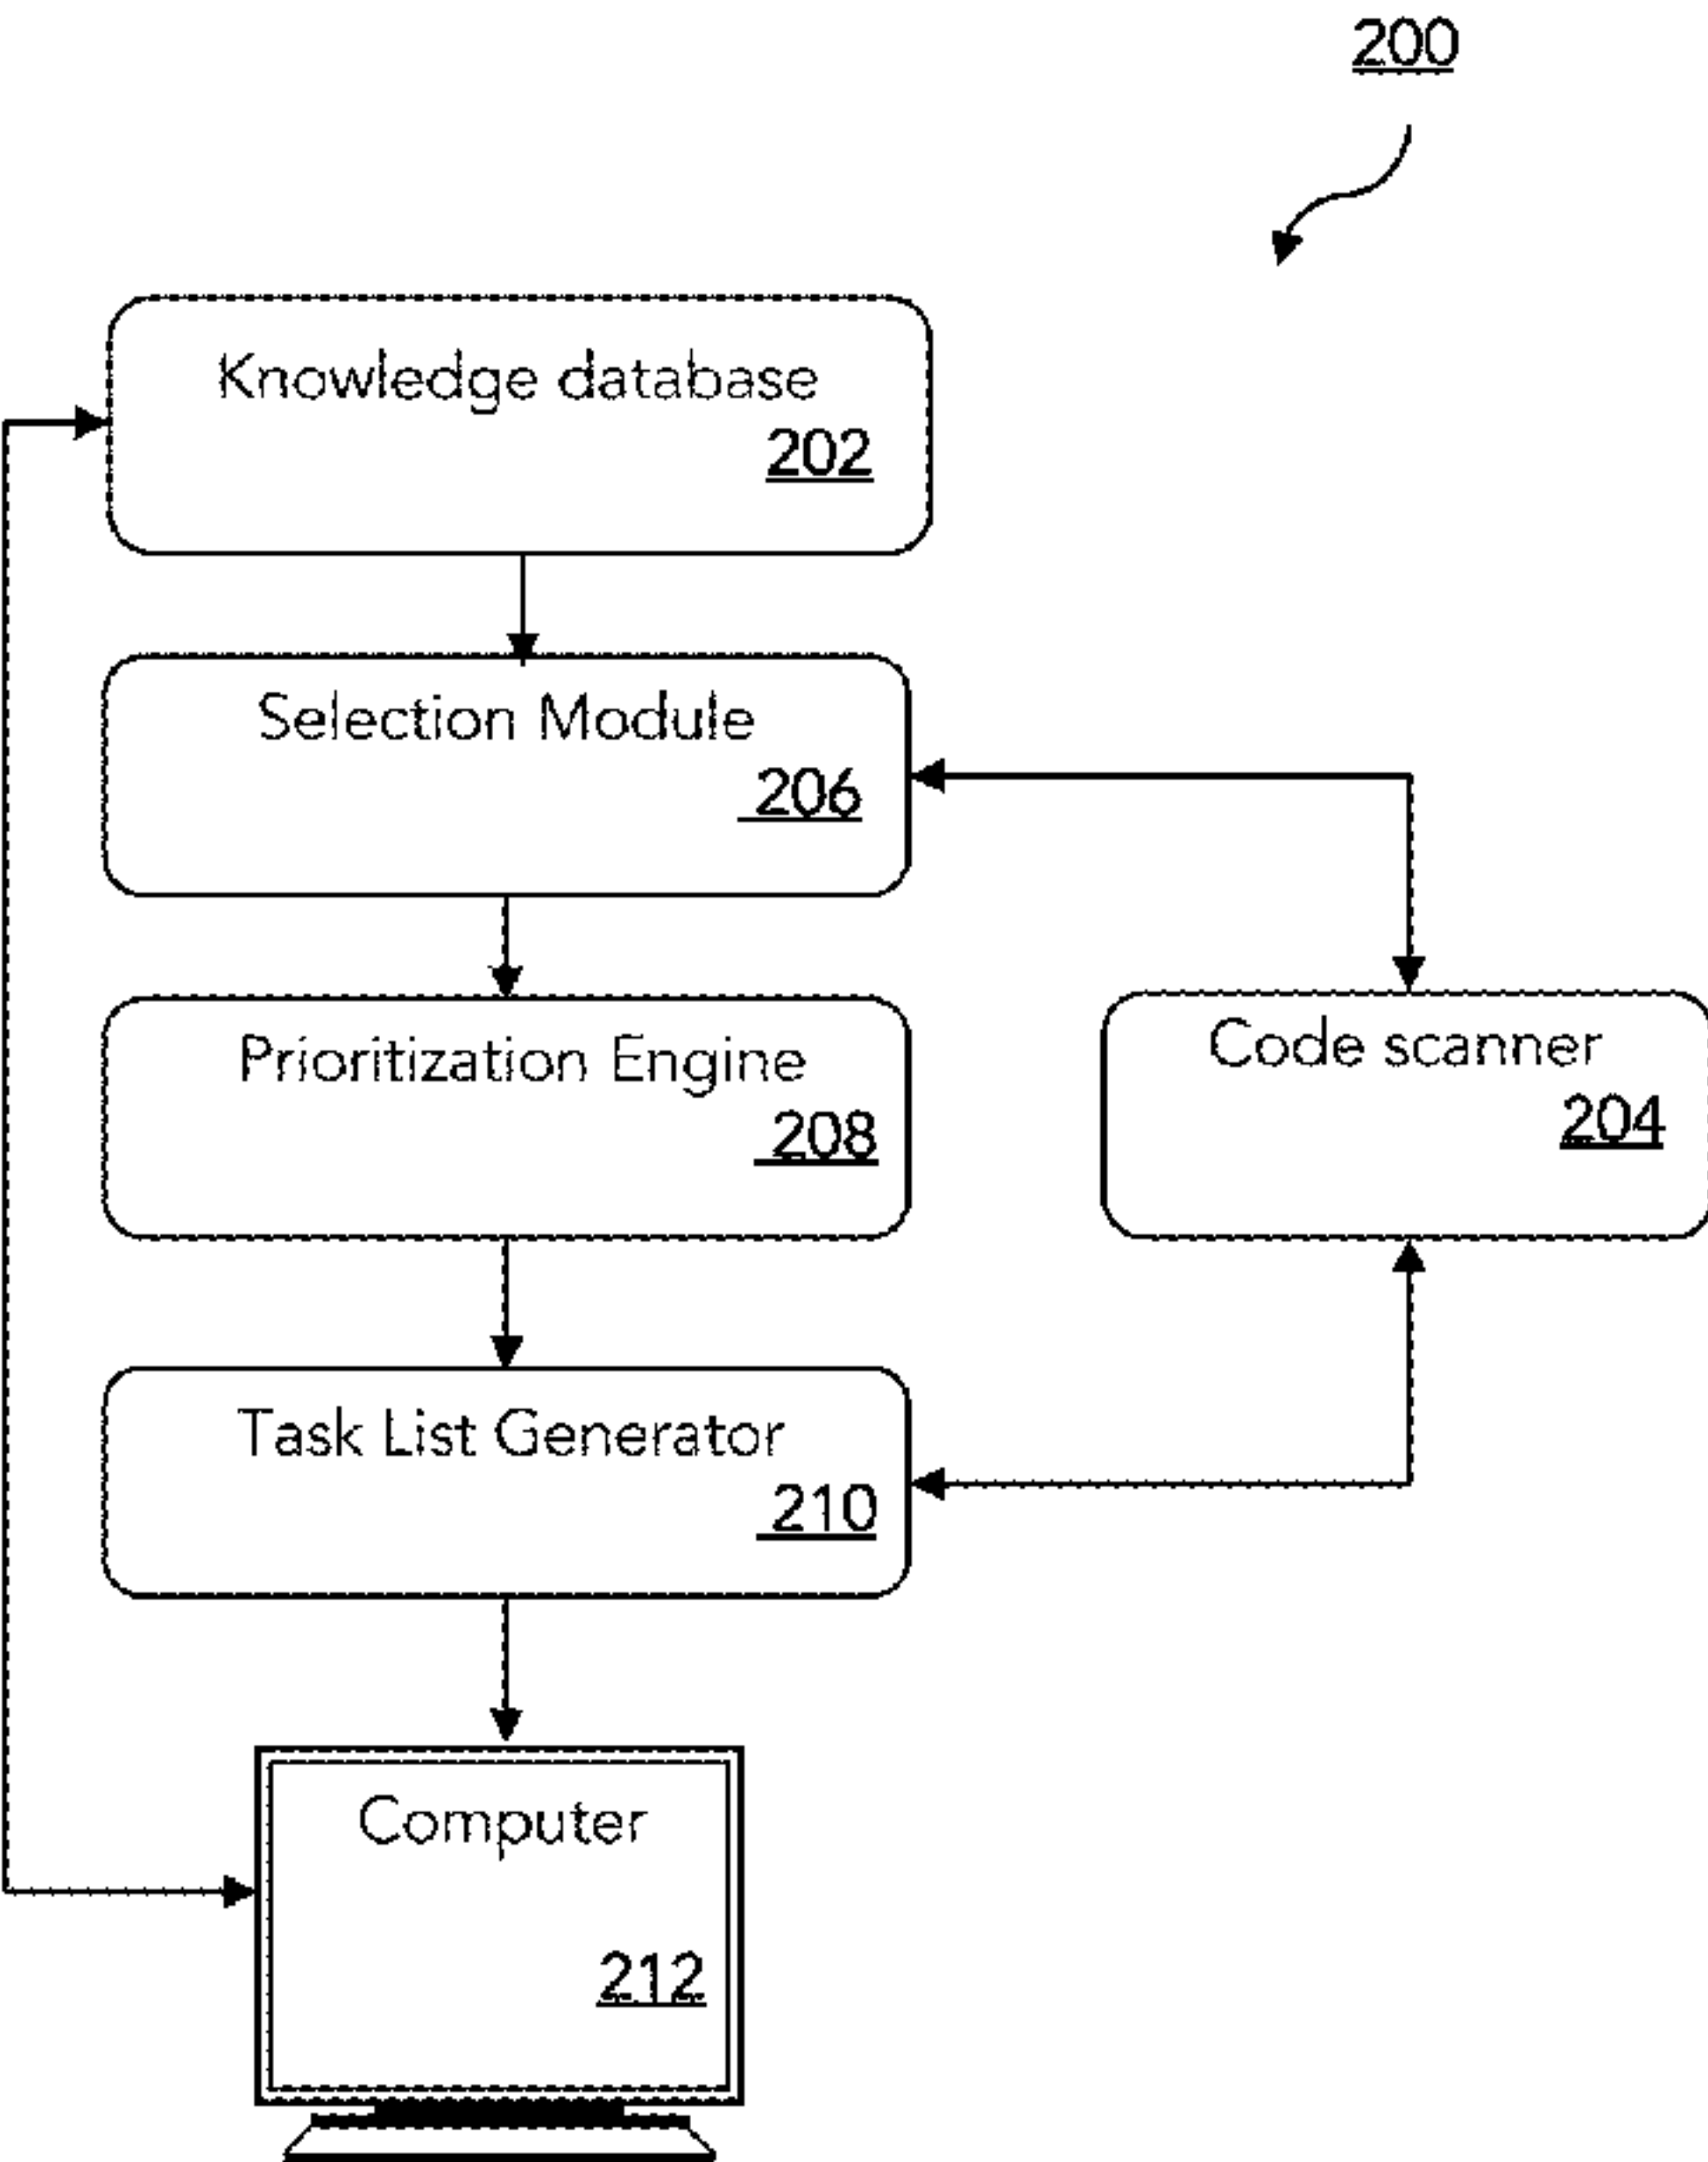 200
Knowledge database
202
Selection Module
206
Prioritization Engine
208
Code scanner
204
Task List Generator
210
Computer
212